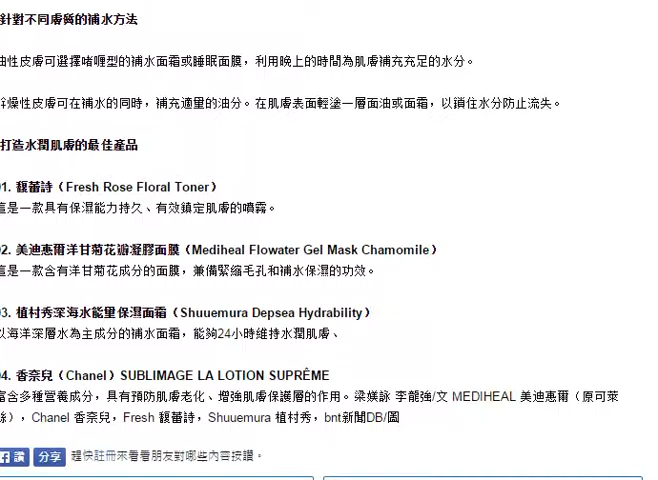 針對不同膚質的補水方法
油性皮膚可選擇啫喱型的補水面霜或睡眠面膜，利用晚上的時間為肌膚補充充足的水分。
乾燥性皮膚可在補水的同時，補充適量的油分。在肌膚表面輕塗一層面油或面霜，以鎖住水分防止流失。
打造水潤肌膚的最佳產品
01. 馥蕾詩（Fresh Rose Floral Toner）
這是一款具有保濕能力持久、有效鎮定肌膚的噴霧。
02. 美迪惠爾洋甘菊花瓣凝膠面膜（Mediheal Flowater Gel Mask Chamomile）
這是一款含有洋甘菊花成分的面膜，兼備緊縮毛孔和補水保濕的功效。
03. 植村秀深海水能量保濕面霜（Shuuemura Depsea Hydrability）
以海洋深層水為主成分的補水面霜，能夠24小時維持水潤肌膚、
04. 香奈兒（Chanel）SUBLIMAGE LA LOTION SUPRÊME
富含多種營養成分，具有預防肌膚老化、增強肌膚保護層的作用。梁媄詠 李龍強/文 MEDIHEAL 美迪惠爾（原可萊
絲），Chanel 香奈兒，Fresh 馥蕾詩，Shuuemura 植村秀，bnt新聞DB/圖
讚 分享 趕快註冊來看看朋友對哪些內容按讚。